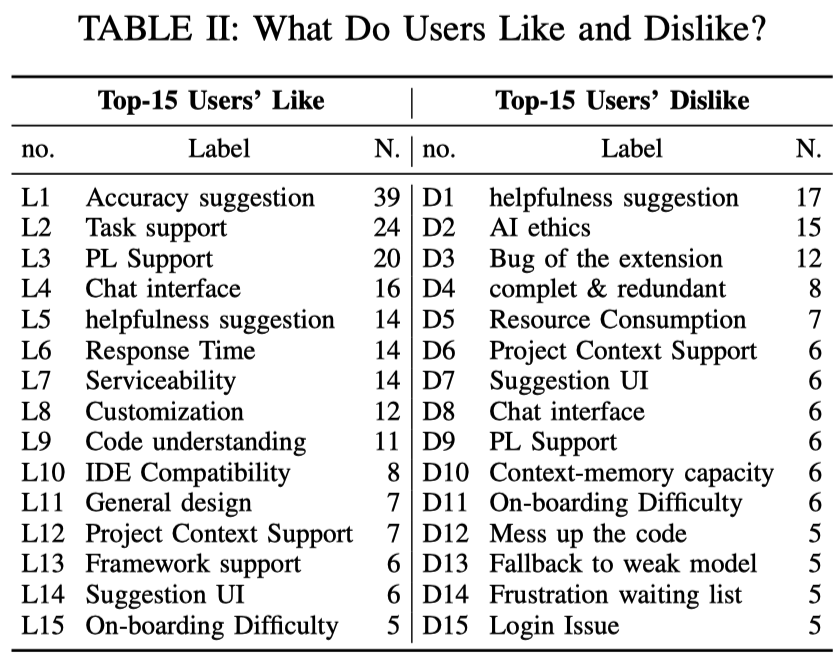 TABLE II: What Do Users Like and Dislike?
Top-15 Users' Like | Top-15 Users' Dislike
no. Label N. | no. Label N.
L1 Accuracy suggestion 39 | D1 helpfulness suggestion 17
L2 Task support 24 | D2 AI ethics 15
L3 PL Support 20 | D3 Bug of the extension 12
L4 Chat interface 16 | D4 complet & redundant 8
L5 helpfulness suggestion 14 | D5 Resource Consumption 7
L6 Response Time 14 | D6 Project Context Support 6
L7 Serviceability 14 | D7 Suggestion UI 6
L8 Customization 12 | D8 Chat interface 6
L9 Code understanding 11 | D9 PL Support 6
L10 IDE Compatibility 8 | D10 Context-memory capacity 6
L11 General design 7 | D11 On-boarding Difficulty 6
L12 Project Context Support 7 | D12 Mess up the code 5
L13 Framework support 6 | D13 Fallback to weak model 5
L14 Suggestion UI 6 | D14 Frustration waiting list 5
L15 On-boarding Difficulty 5 | D15 Login Issue 5